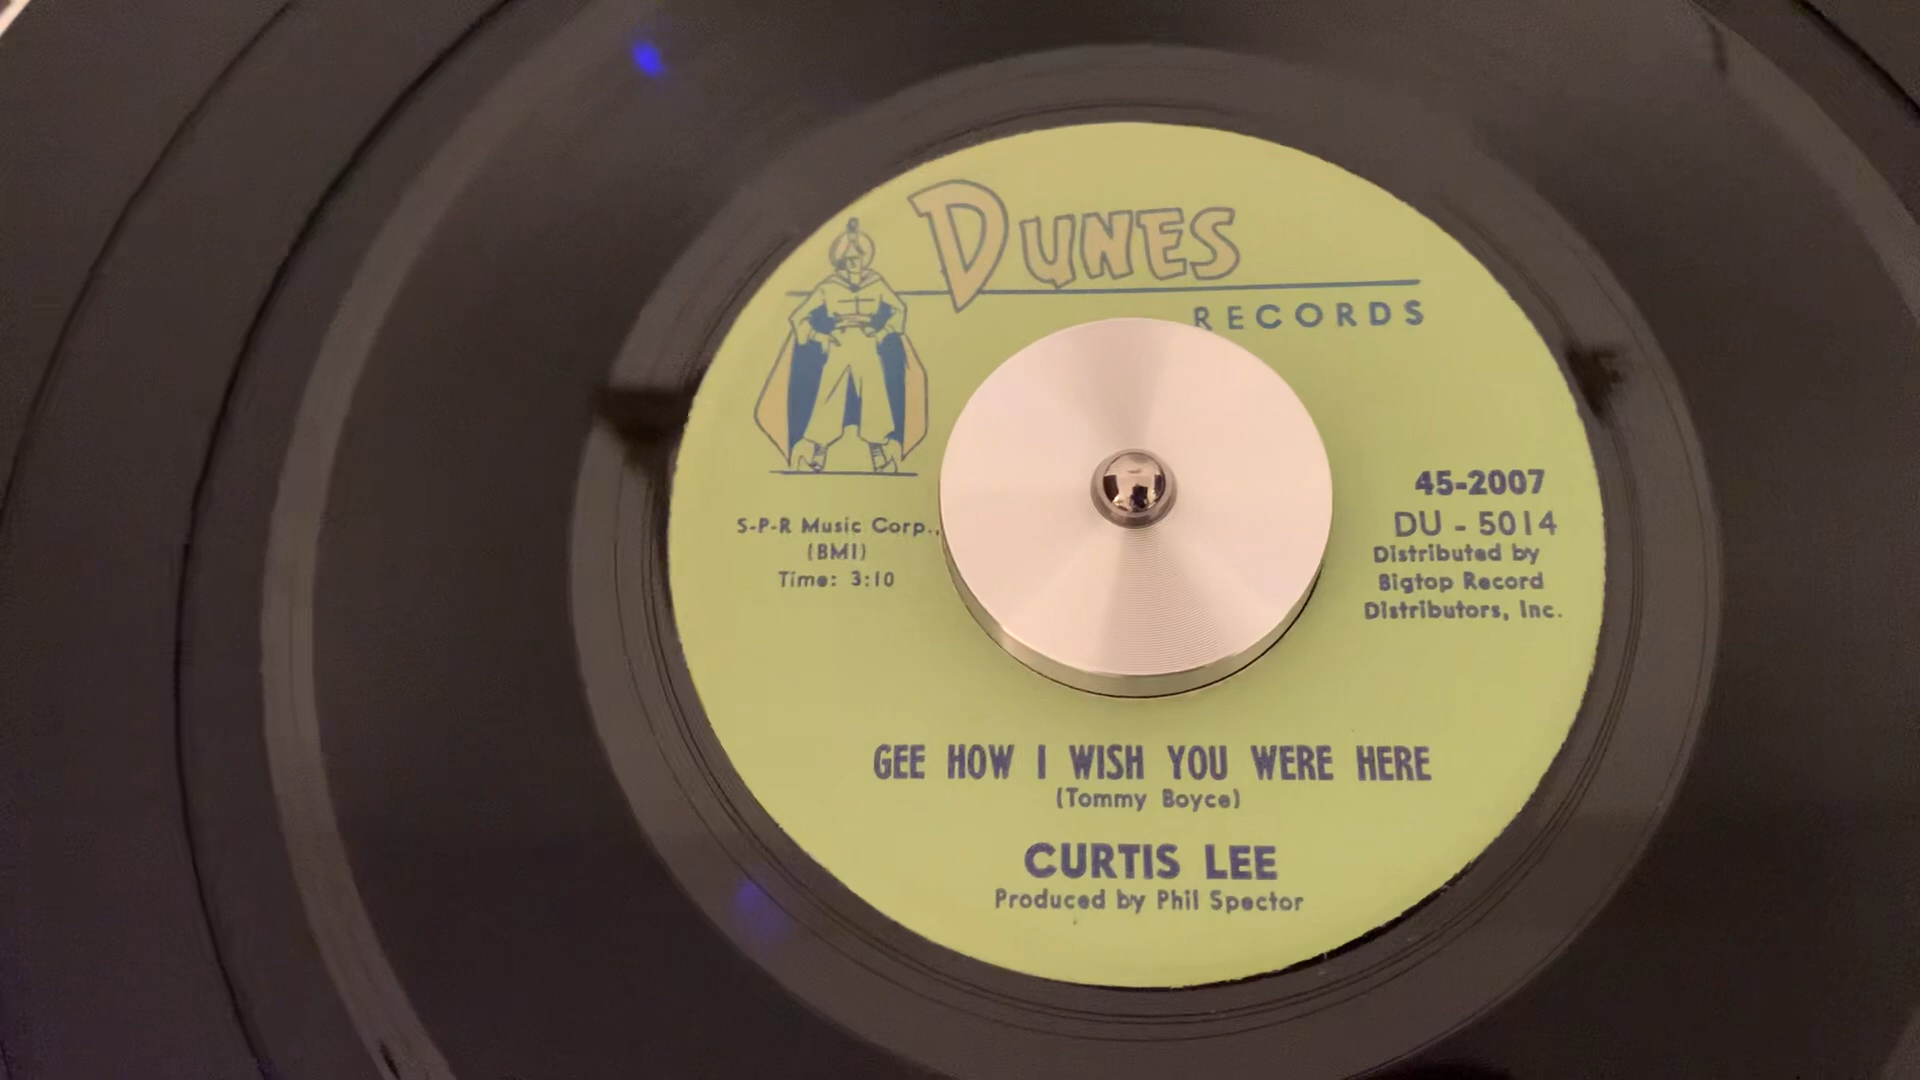 DUNES
RECORDS
45-2007
DU - 5014
Distributed by
Bigtop Record
Distributors, Inc.
S-P-R Music Corp.,
(BMI)
Time: 3:10
GEE HOW I WISH YOU WERE HERE
(Tommy Boyce)
CURTIS LEE
Produced by Phil Spector